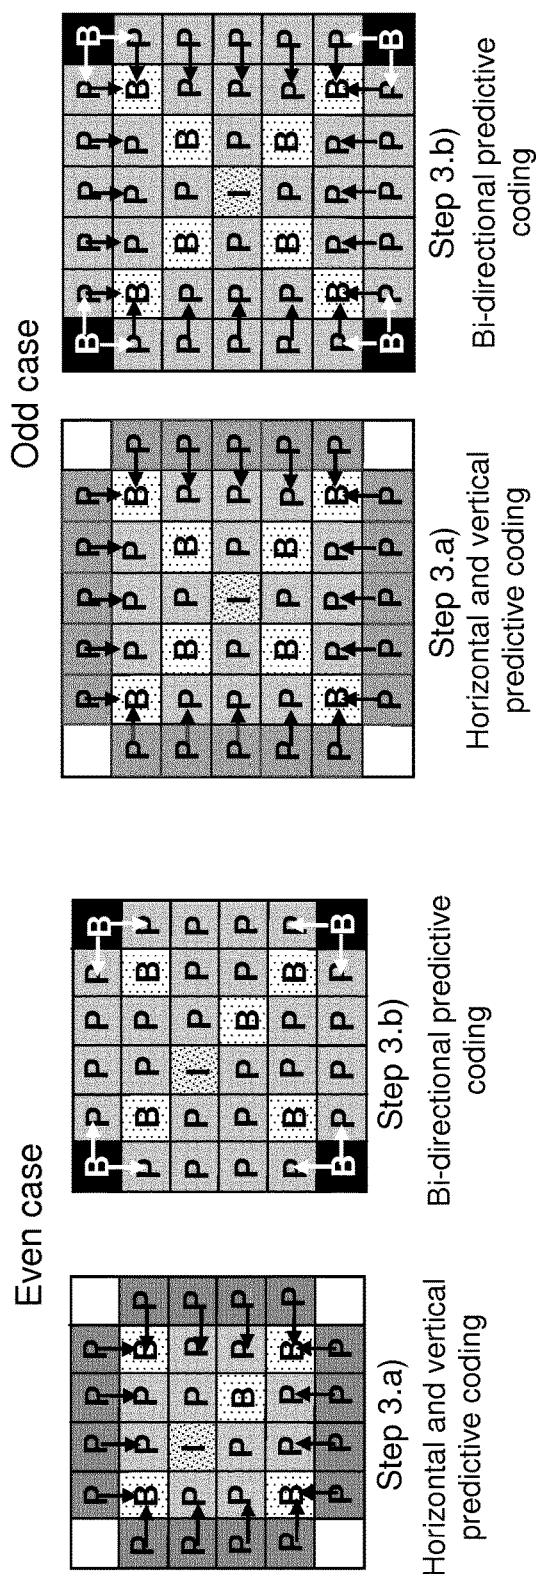 Even case
P P P P
P B P P B P
P P I P P P
P P P B P P
P B P P B P
P P P P
Step 3.a)
Horizontal and vertical
predictive coding
B P P P P B
P B P P B P
P P I P P P
P P P B P P
P B P P B P
B P P P P B
Step 3.b)
Bi-directional predictive
coding
Odd case
P P P P P
P B P P P B P
P P B P B P P
P P P I P P P
P P B P B P P
P B P P P B P
P P P P P
Step 3.a)
Horizontal and vertical
predictive coding
B P P P P P B
P B P P P B P
P P B P B P P
P P P I P P P
P P B P B P P
P B P P P B P
B P P P P P B
Step 3.b)
Bi-directional predictive
coding